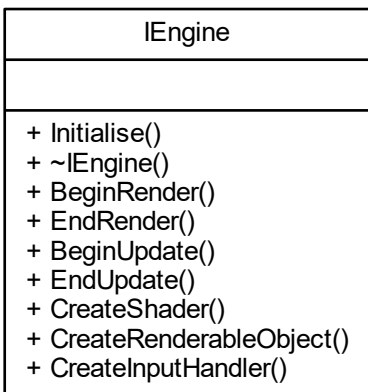 IEngine
+ Initialise()
+ ~IEngine()
+ BeginRender()
+ EndRender()
+ BeginUpdate()
+ EndUpdate()
+ CreateShader()
+ CreateRenderableObject()
+ CreateInputHandler()